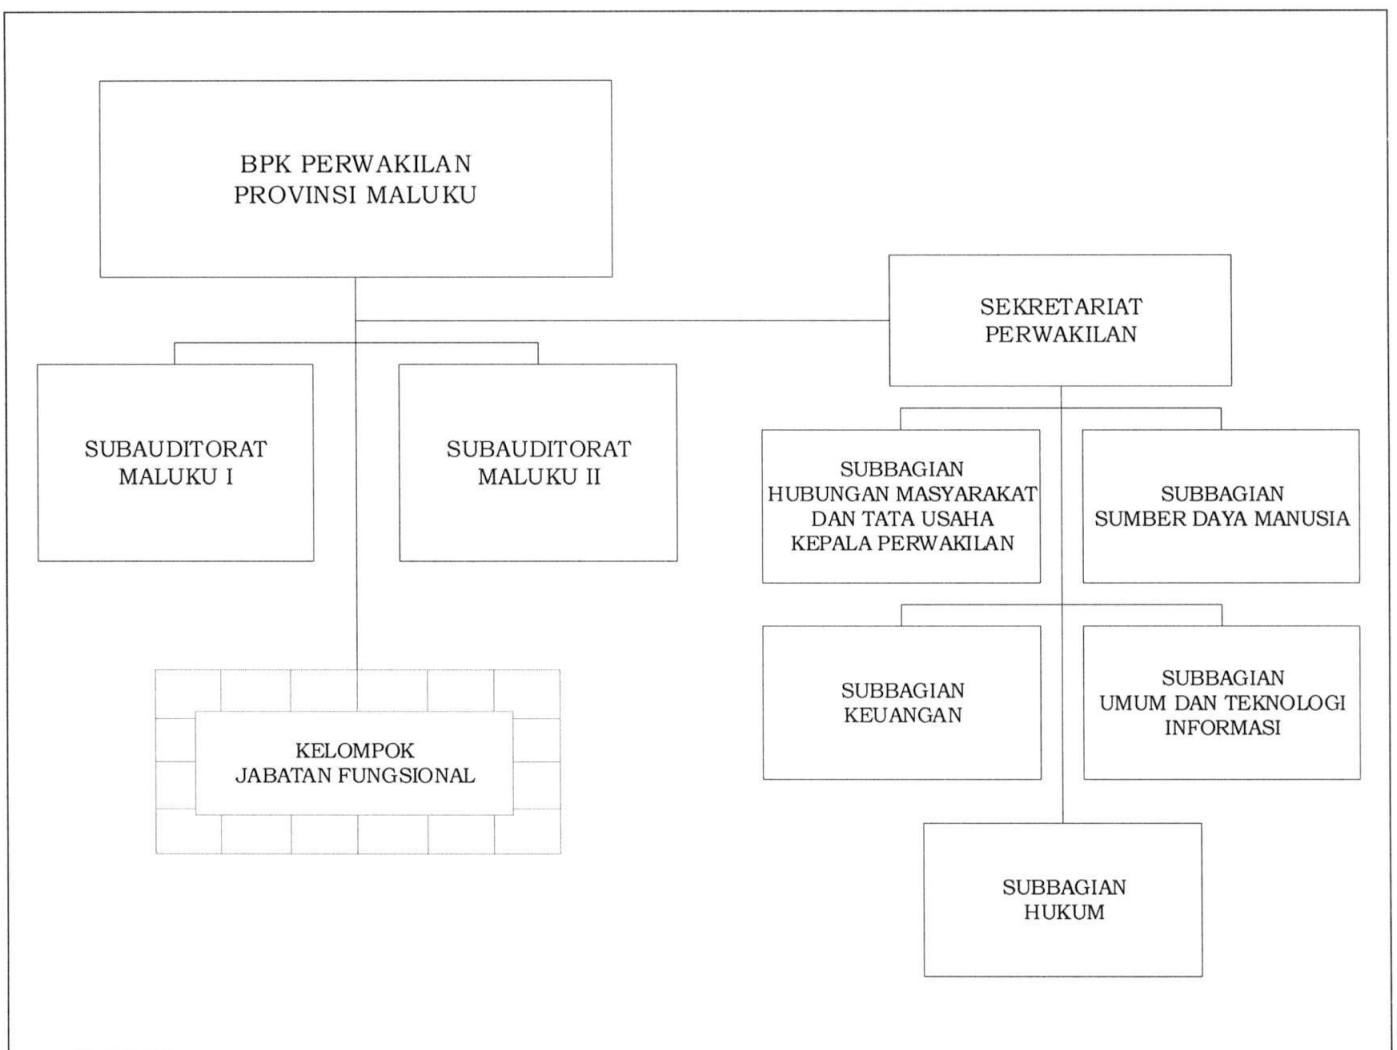 BPK PERWAKILAN
PROVINSI MALUKU
SEKRETARIAT
PERWAKILAN
SUBAUDITORAT
MALUKU I
SUBAUDITORAT
MALUKU II
SUBBAGIAN
HUBUNGAN MASYARAKAT
DAN TATA USAHA
KEPALA PERWAKILAN
SUBBAGIAN
SUMBER DAYA MANUSIA
SUBBAGIAN
KEUANGAN
SUBBAGIAN
UMUM DAN TEKNOLOGI
INFORMASI
KELOMPOK
JABATAN FUNGSIONAL
SUBBAGIAN
HUKUM